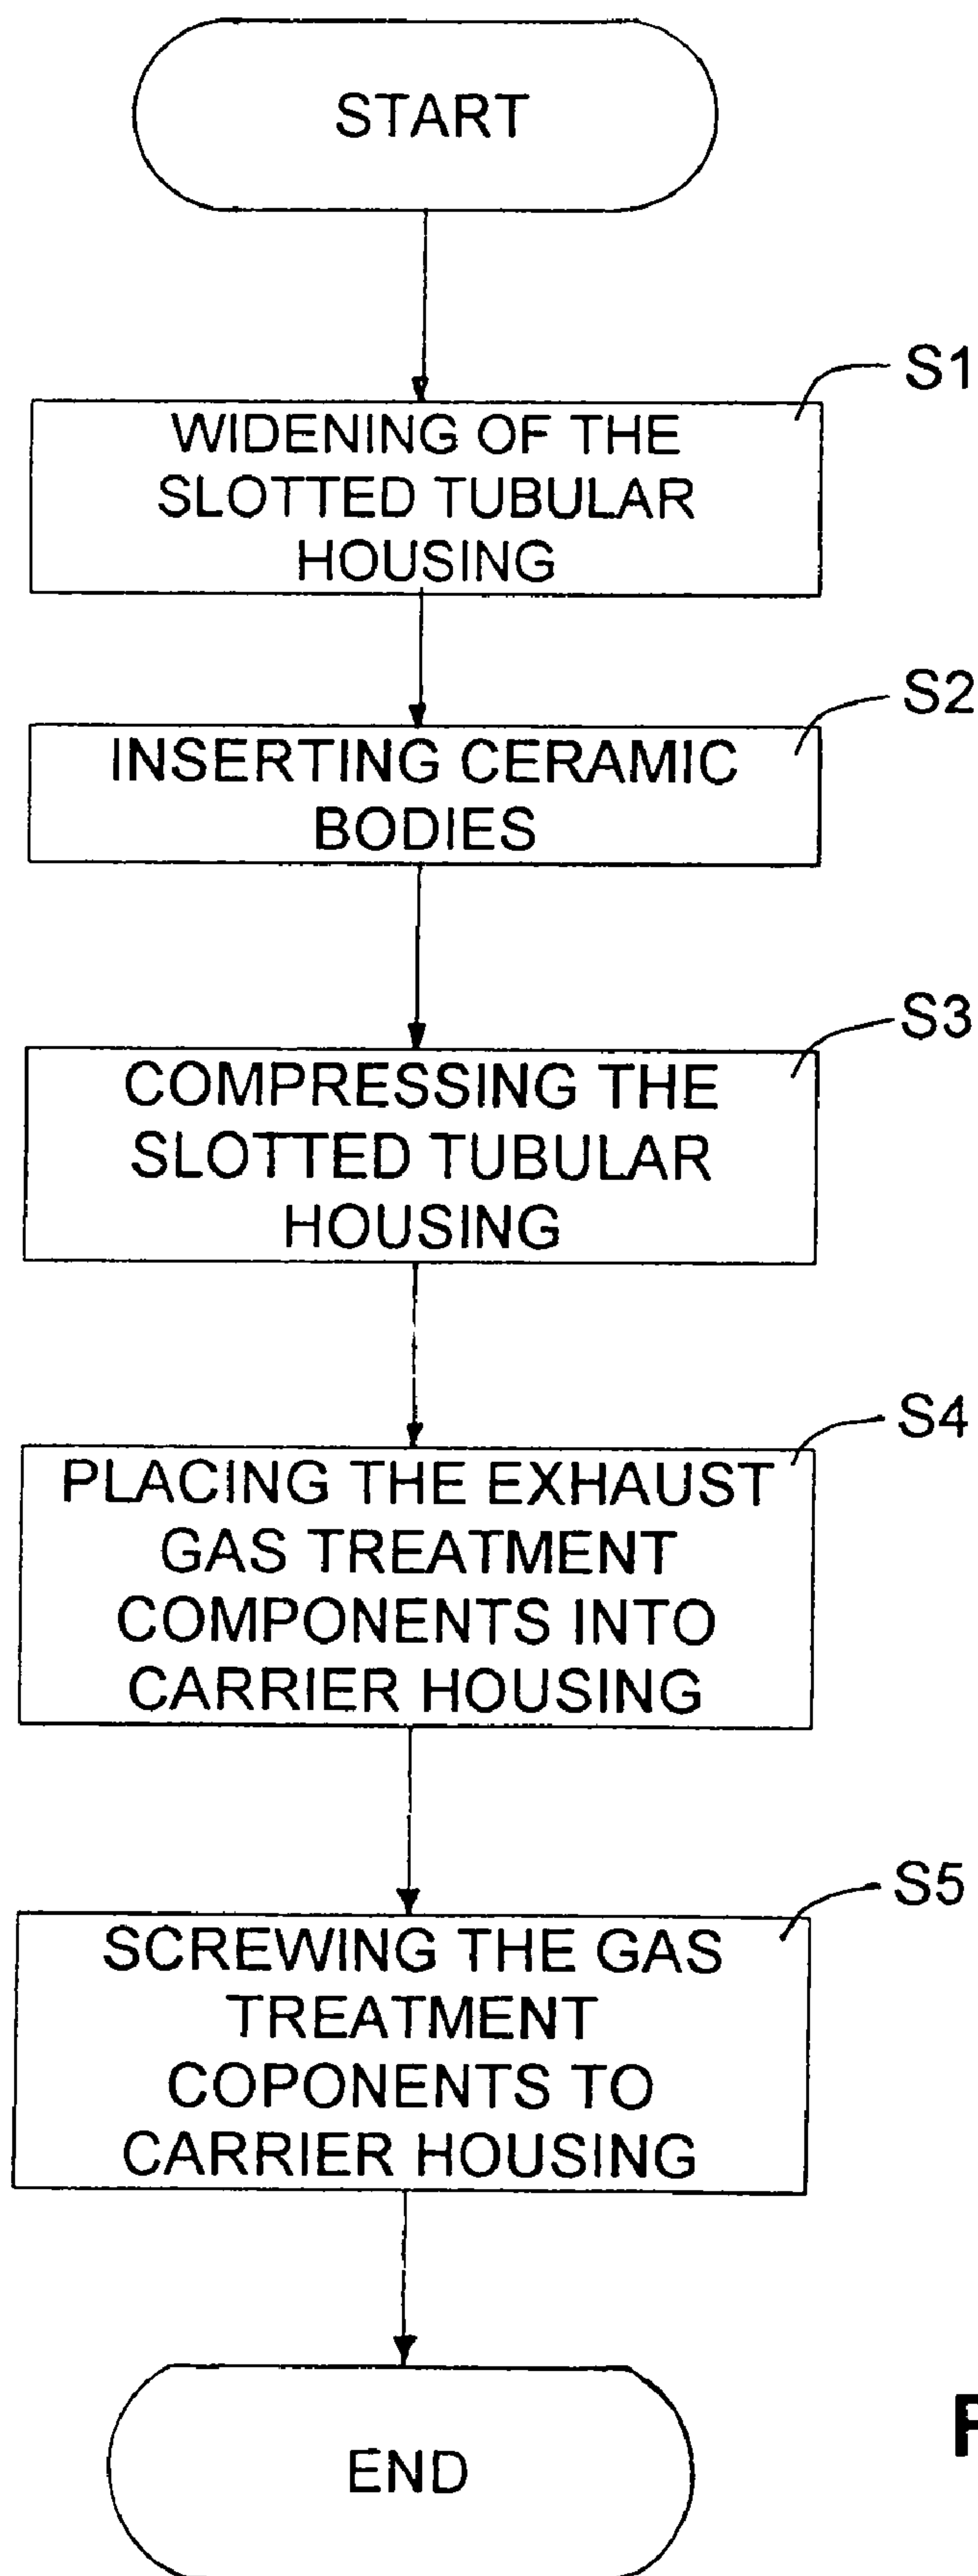 START
S1
WIDENING OF THE
SLOTTED TUBULAR
HOUSING
S2
INSERTING CERAMIC
BODIES
S3
COMPRESSING THE
SLOTTED TUBULAR
HOUSING
S4
PLACING THE EXHAUST
GAS TREATMENT
COMPONENTS INTO
CARRIER HOUSING
S5
SCREWING THE GAS
TREATMENT
COPONENTS TO
CARRIER HOUSING
END